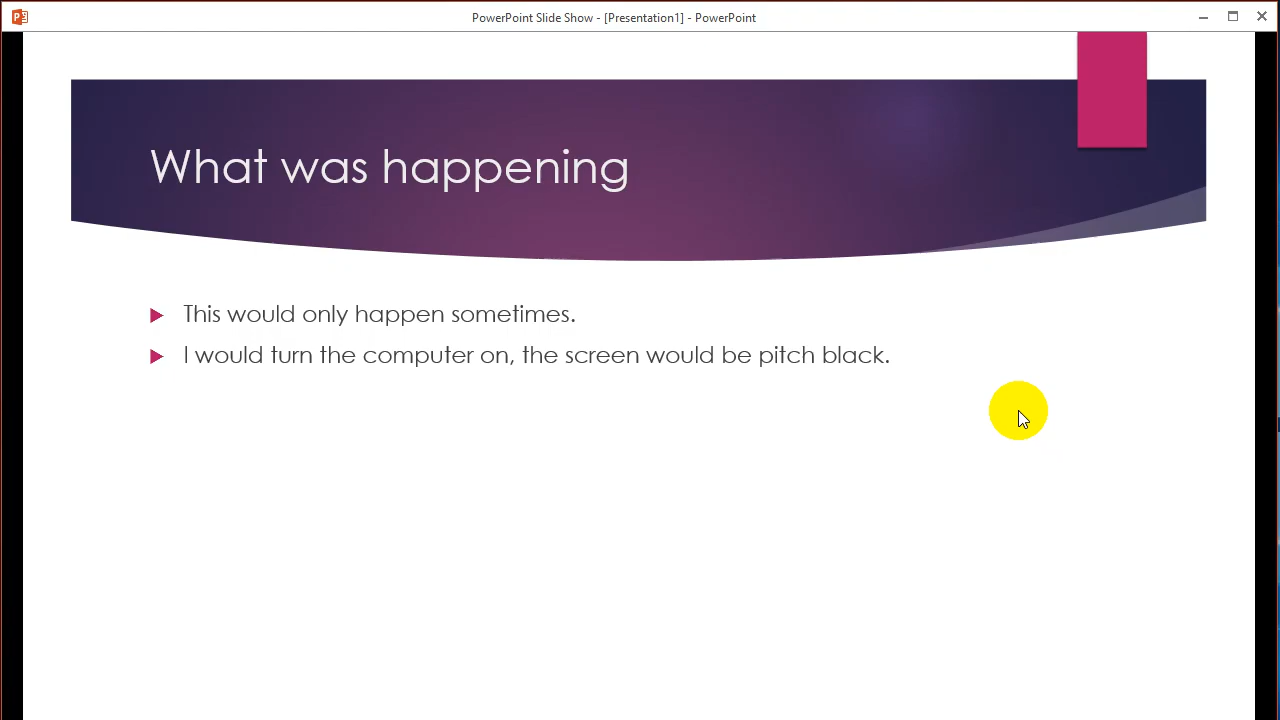 PowerPoint Slide Show - [Presentation1] - PowerPoint
What was happening
This would only happen sometimes.
I would turn the computer on, the screen would be pitch black.